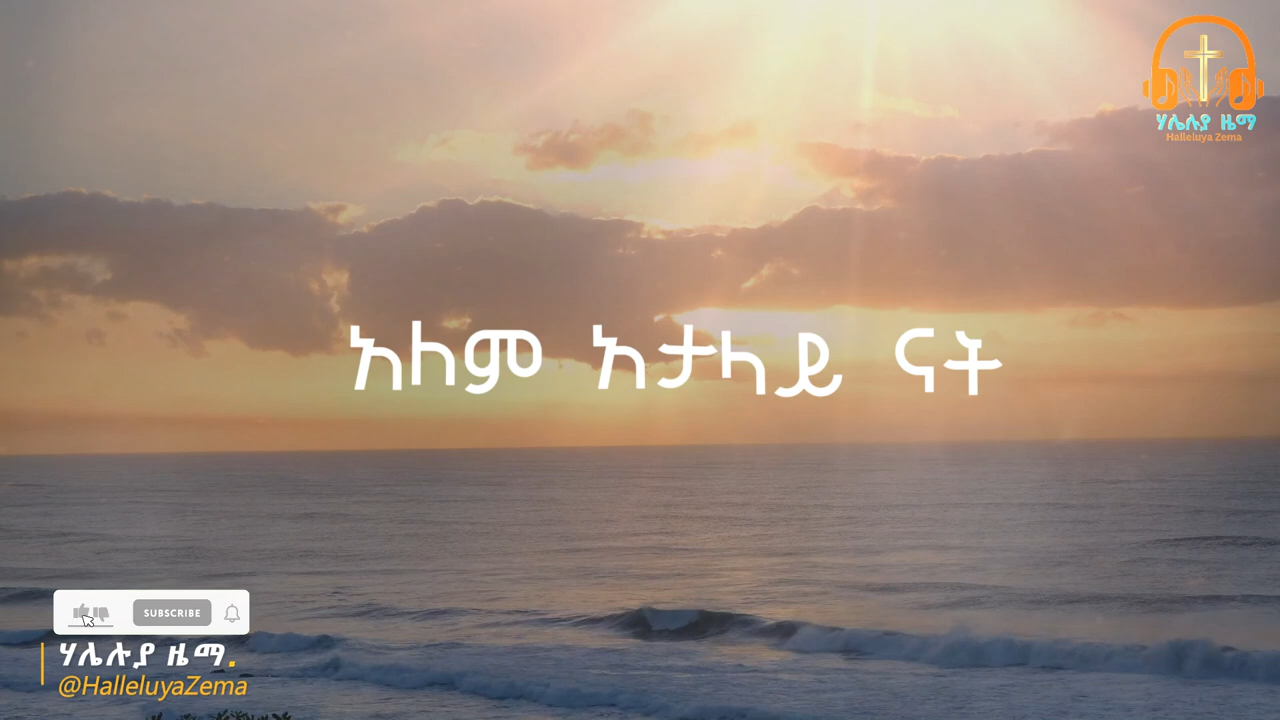 ሃሌሉያ ዜማ
Halleluya Zema
አለም አታላይ ናት
SUBSCRIBE
ሃሌሉያ ዜማ.
@HalleluyaZema